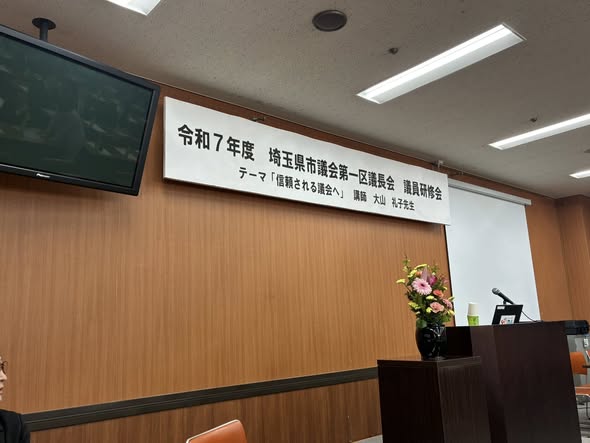 令和7年度 埼玉県市議会第一区議長会 議員研修会
テーマ「信頼される議会へ」 講師 大山 礼子先生
Pioneer